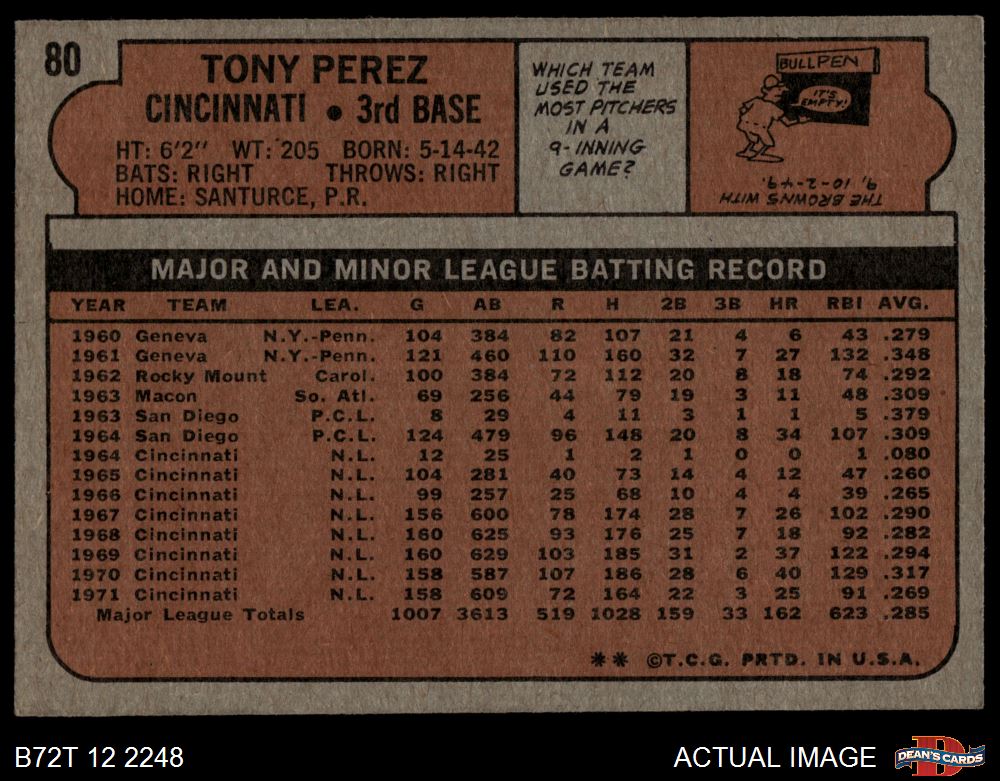 80
TONY PEREZ
CINCINNATI • 3rd BASE
HT: 6'2" WT: 205 BORN: 5-14-42
BATS: RIGHT THROWS: RIGHT
HOME: SANTURCE, P.R.
WHICH TEAM
USED THE
MOST PITCHERS
IN A
9-INNING
GAME?
BULLPEN
IT'S
EMPTY!
THE BROWNS WITH
9, 10-2-49.
MAJOR AND MINOR LEAGUE BATTING RECORD
YEAR TEAM LEA. G AB R H 2B 3B HR RBI AVG.
1960 Geneva N.Y.-Penn. 104 384 82 107 21 4 6 43 .279
1961 Geneva N.Y.-Penn. 121 460 110 160 32 7 27 132 .348
1962 Rocky Mount Carol. 100 384 72 112 20 8 18 74 .292
1963 Macon So. Atl. 69 256 44 79 19 3 11 48 .309
1963 San Diego P.C.L. 8 29 4 11 3 1 1 5 .379
1964 San Diego P.C.L. 124 479 96 148 20 8 34 107 .309
1964 Cincinnati N.L. 12 25 1 2 1 0 0 1 .080
1965 Cincinnati N.L. 104 281 40 73 14 4 12 47 .260
1966 Cincinnati N.L. 99 257 25 68 10 4 4 39 .265
1967 Cincinnati N.L. 156 600 78 174 28 7 26 102 .290
1968 Cincinnati N.L. 160 625 93 176 25 7 18 92 .282
1969 Cincinnati N.L. 160 629 103 185 31 2 37 122 .294
1970 Cincinnati N.L. 158 587 107 186 28 6 40 129 .317
1971 Cincinnati N.L. 158 609 72 164 22 3 25 91 .269
Major League Totals 1007 3613 519 1028 159 33 162 623 .285
** ©T.C.G. PRTD. IN U.S.A.
B72T 12 2248
ACTUAL IMAGE
D
DEAN'S CARDS